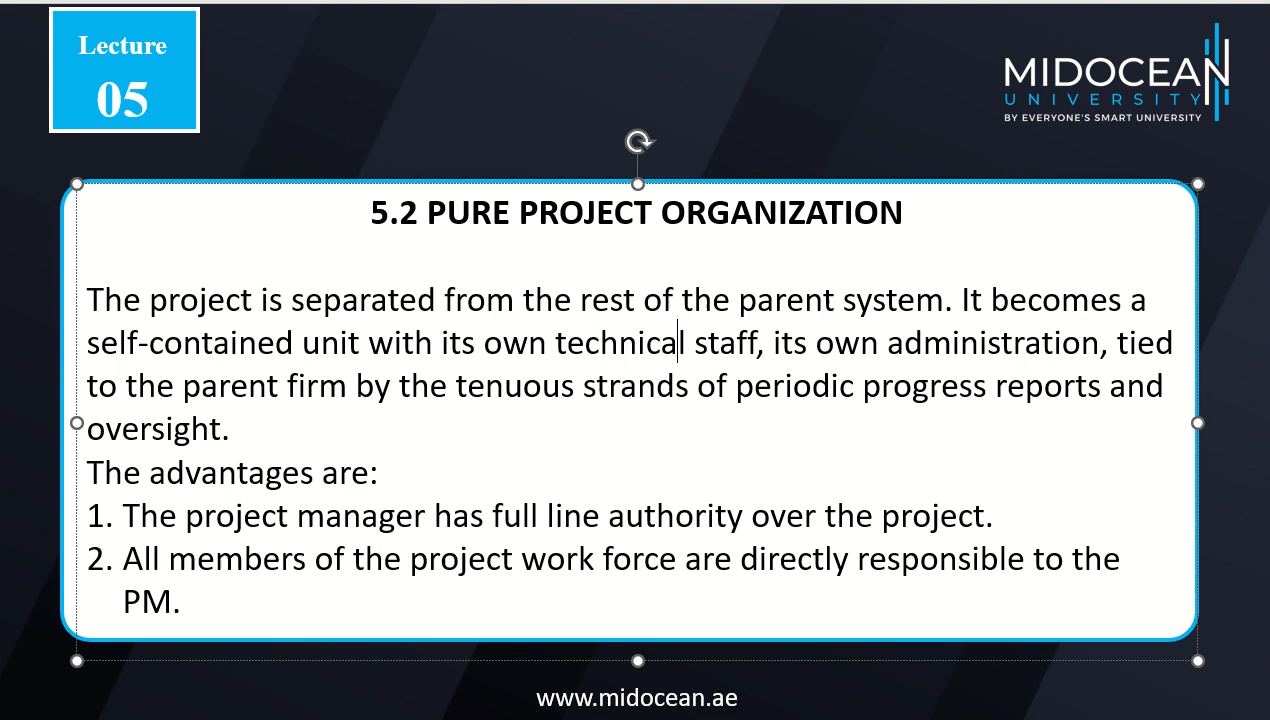 Lecture
05
MIDOCEAN
UNIVERSITY
BY EVERYONE'S SMART UNIVERSITY
5.2 PURE PROJECT ORGANIZATION
The project is separated from the rest of the parent system. It becomes a
self-contained unit with its own technical staff, its own administration, tied
to the parent firm by the tenuous strands of periodic progress reports and
oversight.
The advantages are:
1. The project manager has full line authority over the project.
2. All members of the project work force are directly responsible to the
PM.
www.midocean.ae